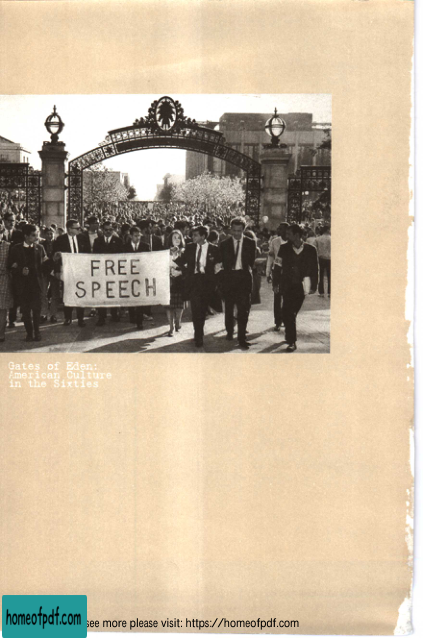 FREE
SPEECH
Gates of Eden:
American Culture
in the Sixties
homeofpdf.com
see more please visit: https://homeofpdf.com